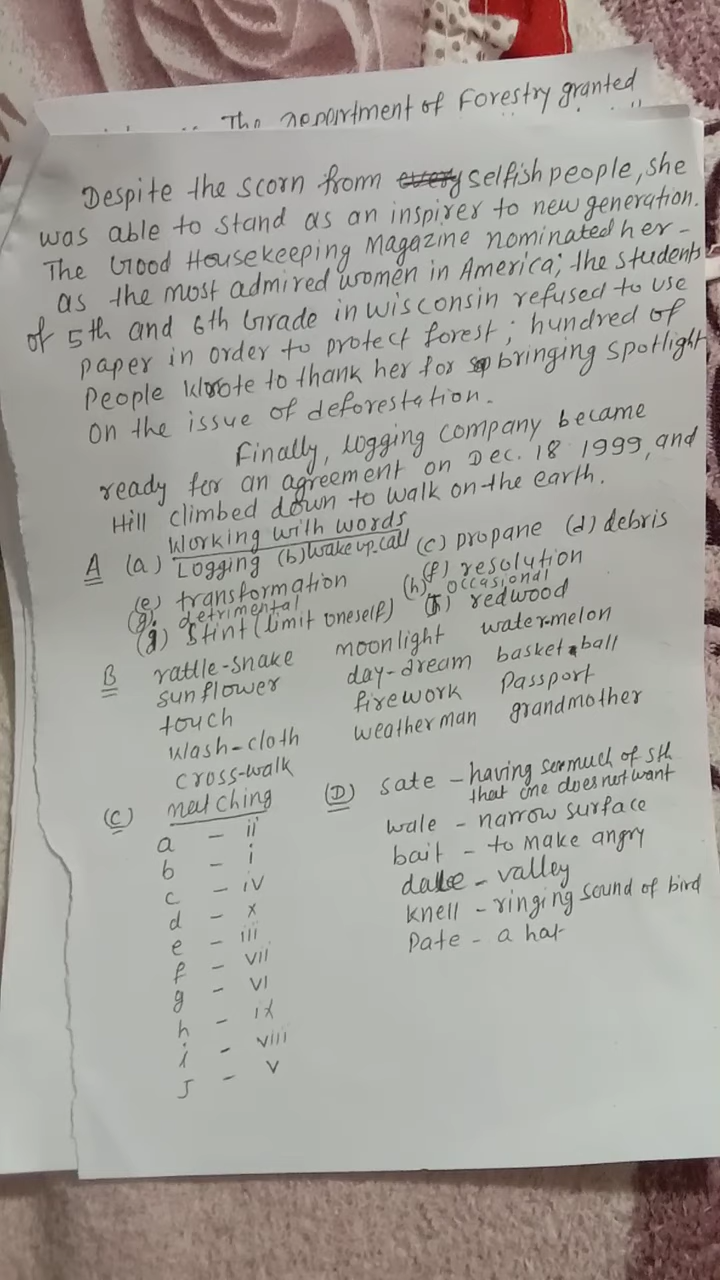 The Department of Forestry granted
Despite the scorn from every selfish people, she
was able to stand as an inspirer to new generation.
The Good Housekeeping Magazine nominated her -
as the most admired women in America; the students
of 5th and 6th Grade in Wisconsin refused to use
paper in order to protect forest; hundred of
People wrote to thank her for bringing spotlight
on the issue of deforestation.
Finally, logging company became
ready for an agreement on Dec. 18 1999, and
Hill climbed down to walk on the earth.
Working with words
A (a) Logging (b) wake up call (c) propane (d) debris
(e) transformation (f) resolution
(g) detrimental (h) occasional
(g) Stint (limit oneself) (J) redwood
B rattle-snake moonlight water-melon
sunflower day-dream basket-ball
touch firework Passport
wash-cloth weatherman grandmother
cross-walk
(C) matching
a - ii
b - i
c - iv
d - x
e - iii
f - vii
g - vi
h - ix
i - viii
J - v
(D) sate - having so much of sth
that one does not want
wale - narrow surface
bait - to make angry
dale - valley
knell - ringing sound of bird
Pate - a hat